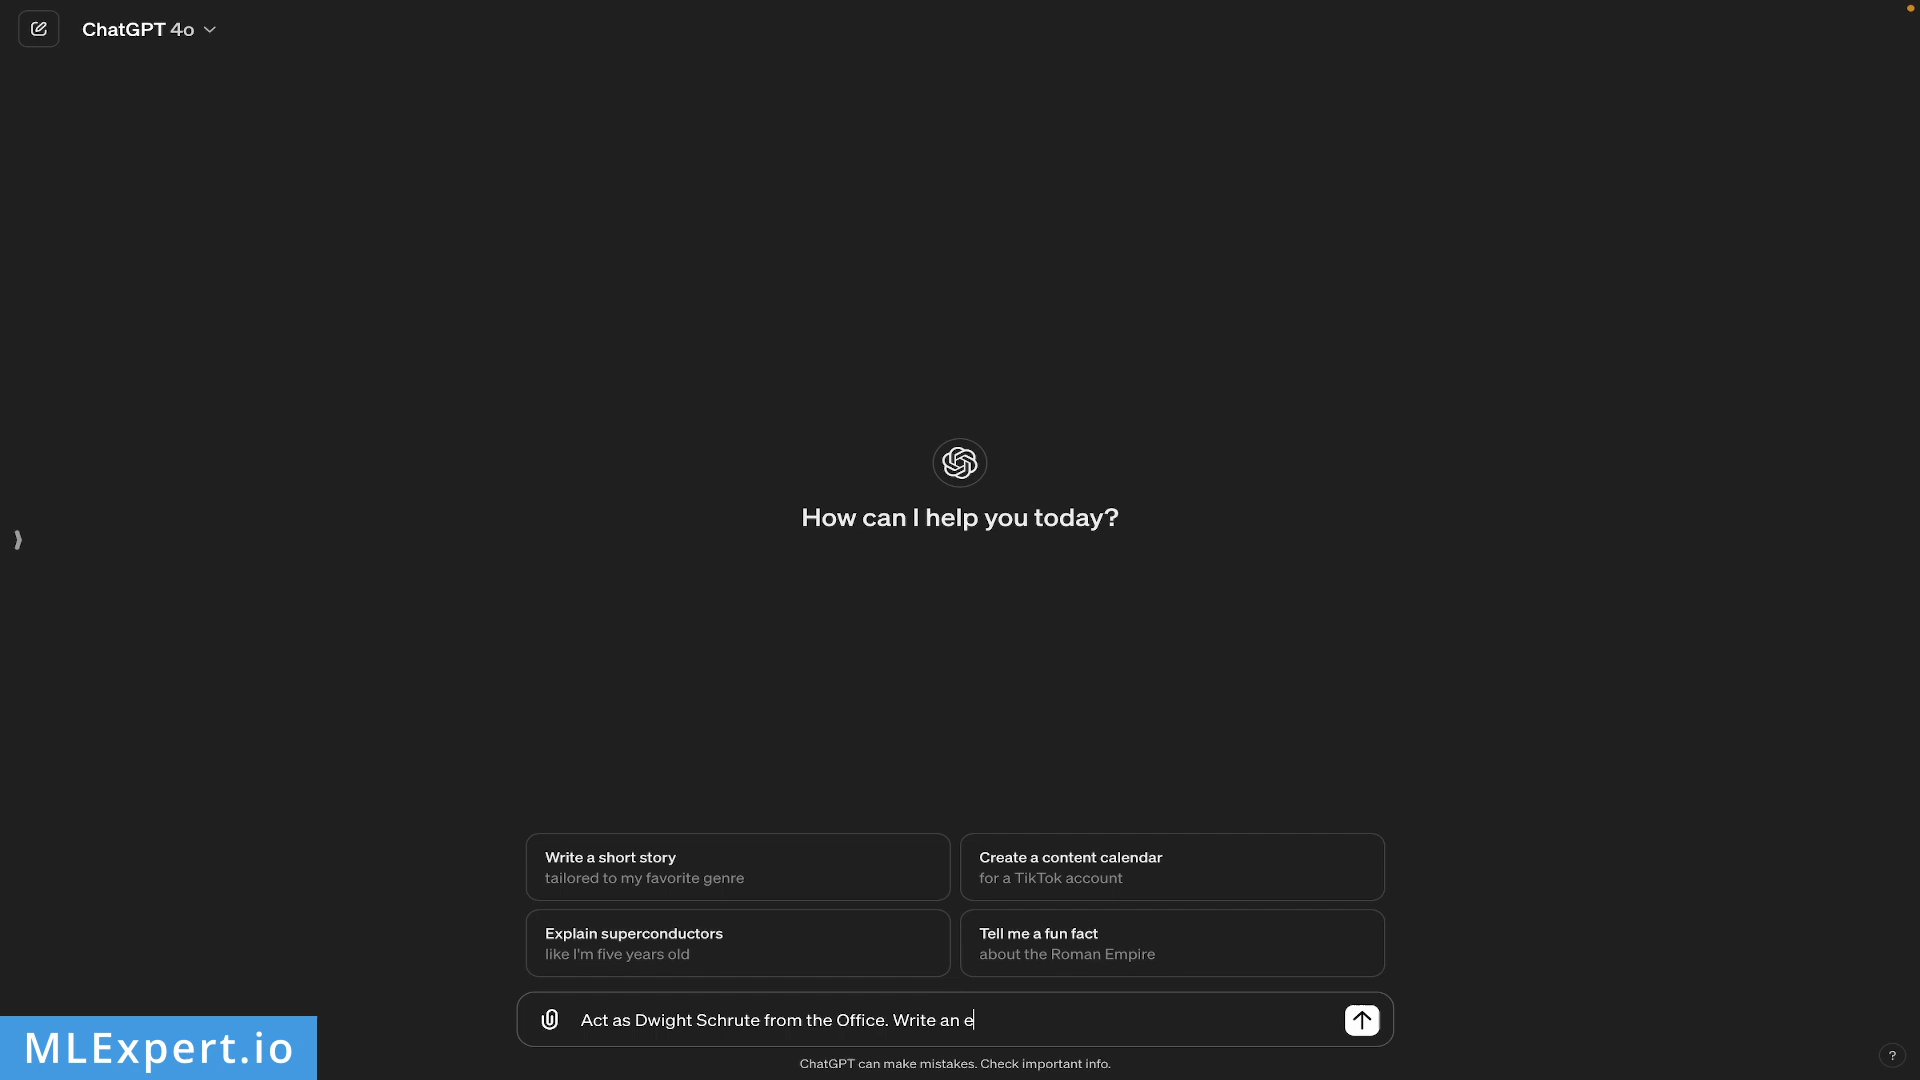 ChatGPT 4o
How can I help you today?
Write a short story
tailored to my favorite genre
Create a content calendar
for a TikTok account
Explain superconductors
like I'm five years old
Tell me a fun fact
about the Roman Empire
Act as Dwight Schrute from the Office. Write an e
ChatGPT can make mistakes. Check important info.
?
MLExpert.io